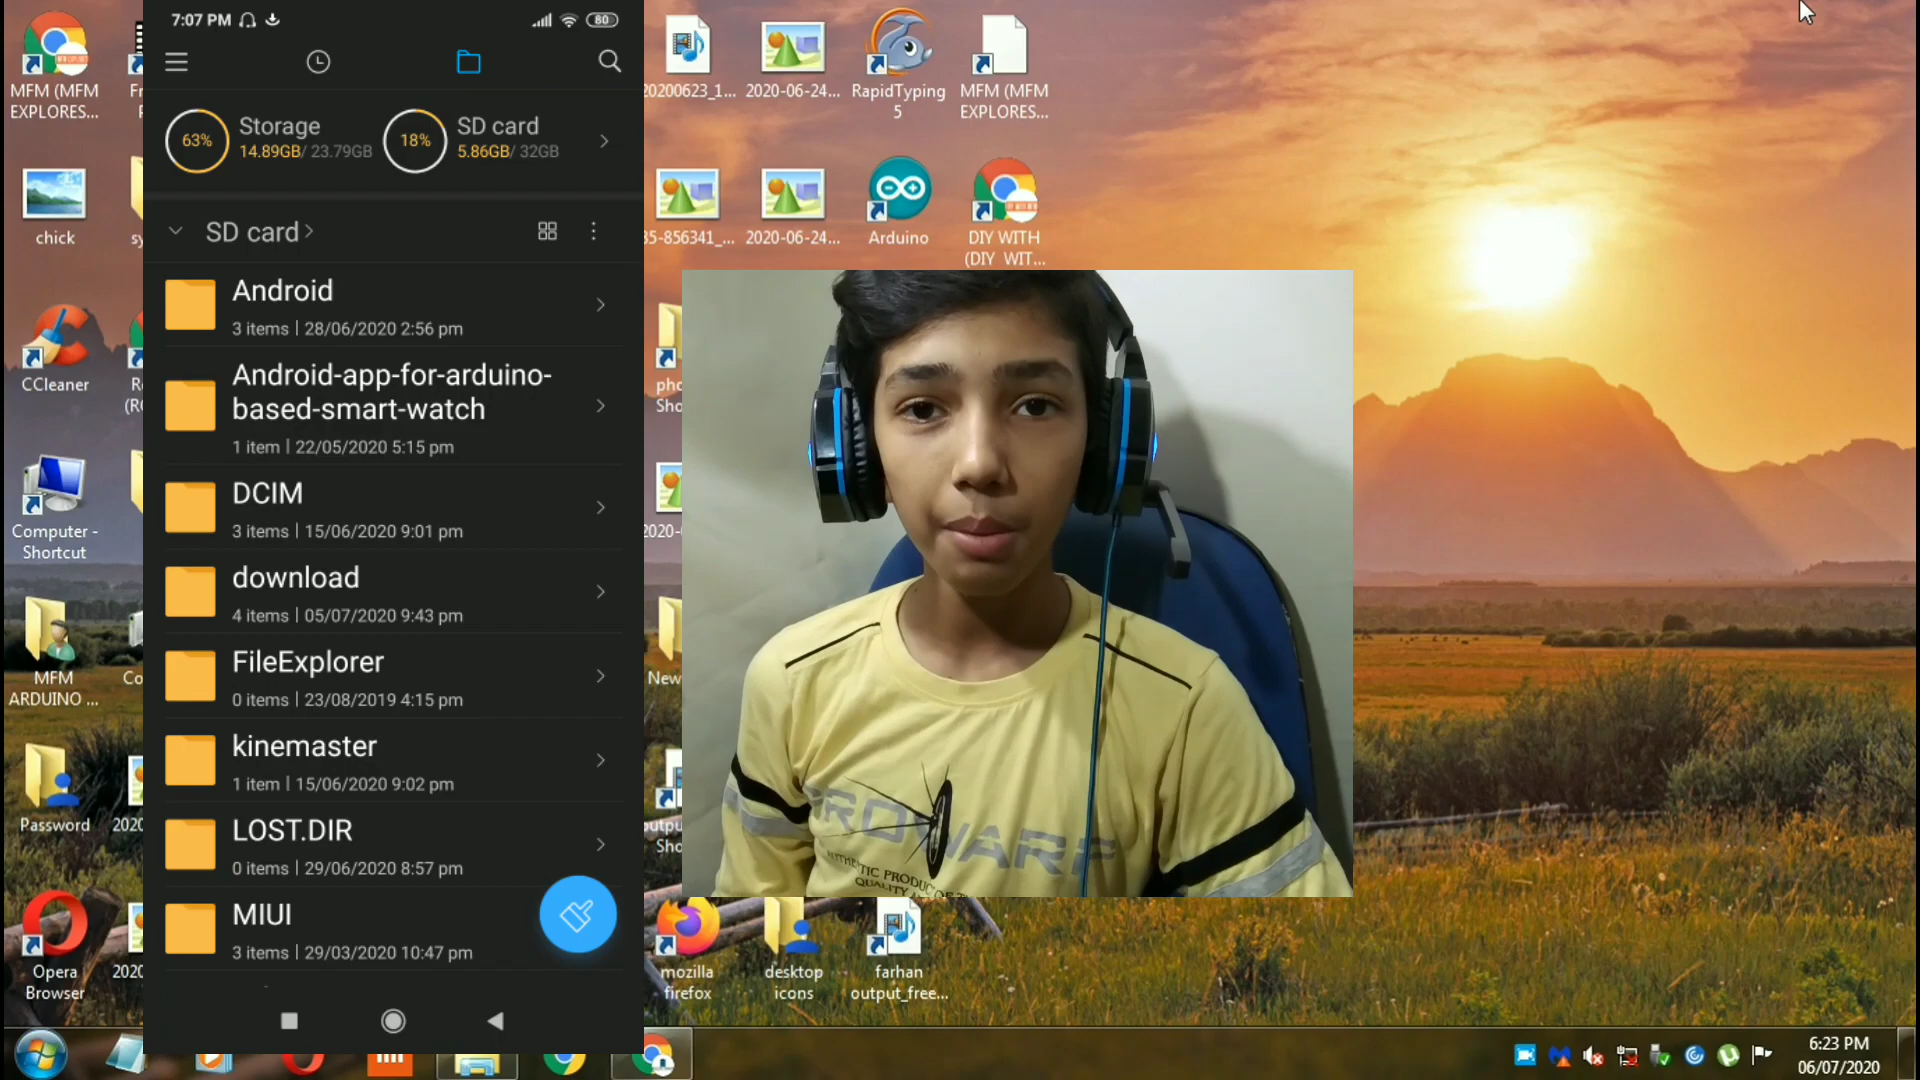 7:07 PM
80
63%
Storage
14.89GB/ 23.79GB
18%
SD card
5.86GB/ 32GB
SD card
Android
3 items | 28/06/2020 2:56 pm
Android-app-for-arduino-
based-smart-watch
1 item | 22/05/2020 5:15 pm
DCIM
3 items | 15/06/2020 9:01 pm
download
4 items | 05/07/2020 9:43 pm
FileExplorer
0 items | 23/08/2019 4:15 pm
kinemaster
1 item | 15/06/2020 9:02 pm
LOST.DIR
0 items | 29/06/2020 8:57 pm
MIUI
3 items | 29/03/2020 10:47 pm
MFM (MFM
EXPLORES...
chick
CCleaner
Computer -
Shortcut
MFM
ARDUINO ...
Password
Opera
Browser
20200623_1...
2020-06-24...
RapidTyping
5
MFM (MFM
EXPLORES...
35-856341_...
2020-06-24...
Arduino
DIY WITH
(DIY WIT...
New
mozilla
firefox
desktop
icons
farhan
output_free...
AUTHENTIC PRODUC
QUALITY
6:23 PM
06/07/2020